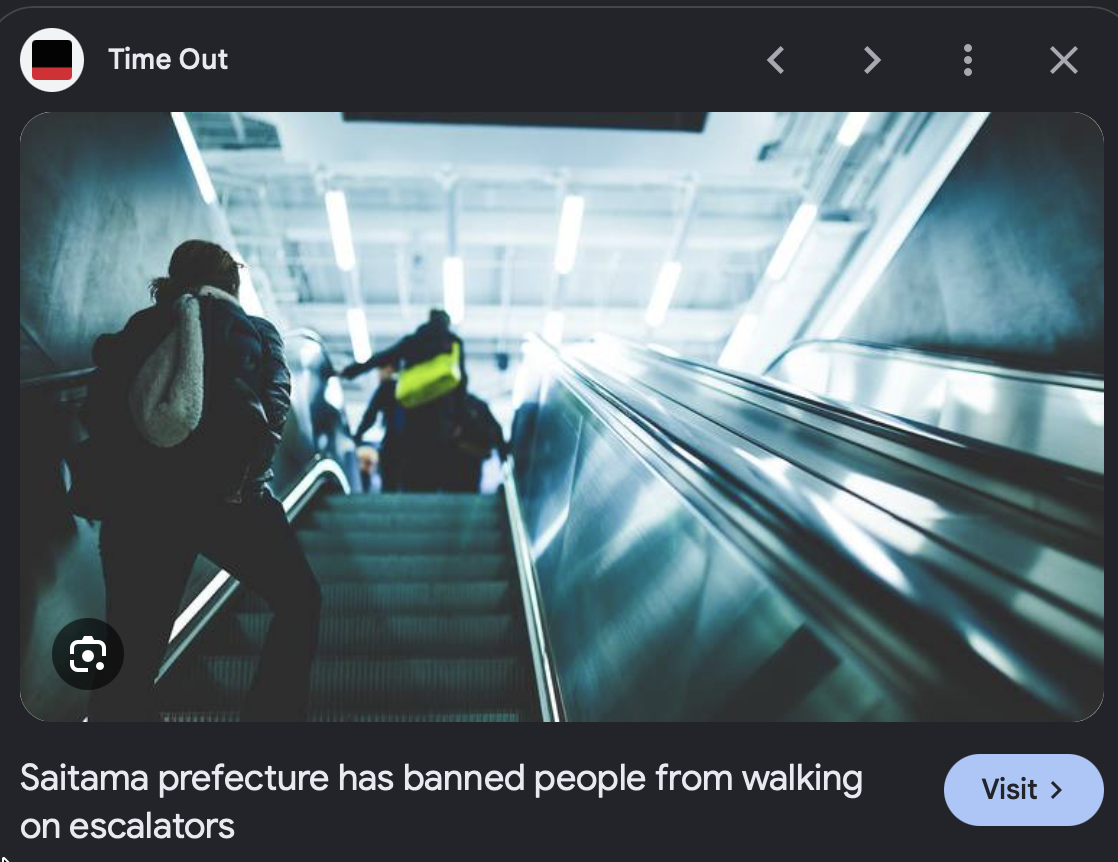 Time Out
Saitama prefecture has banned people from walking
on escalators
Visit